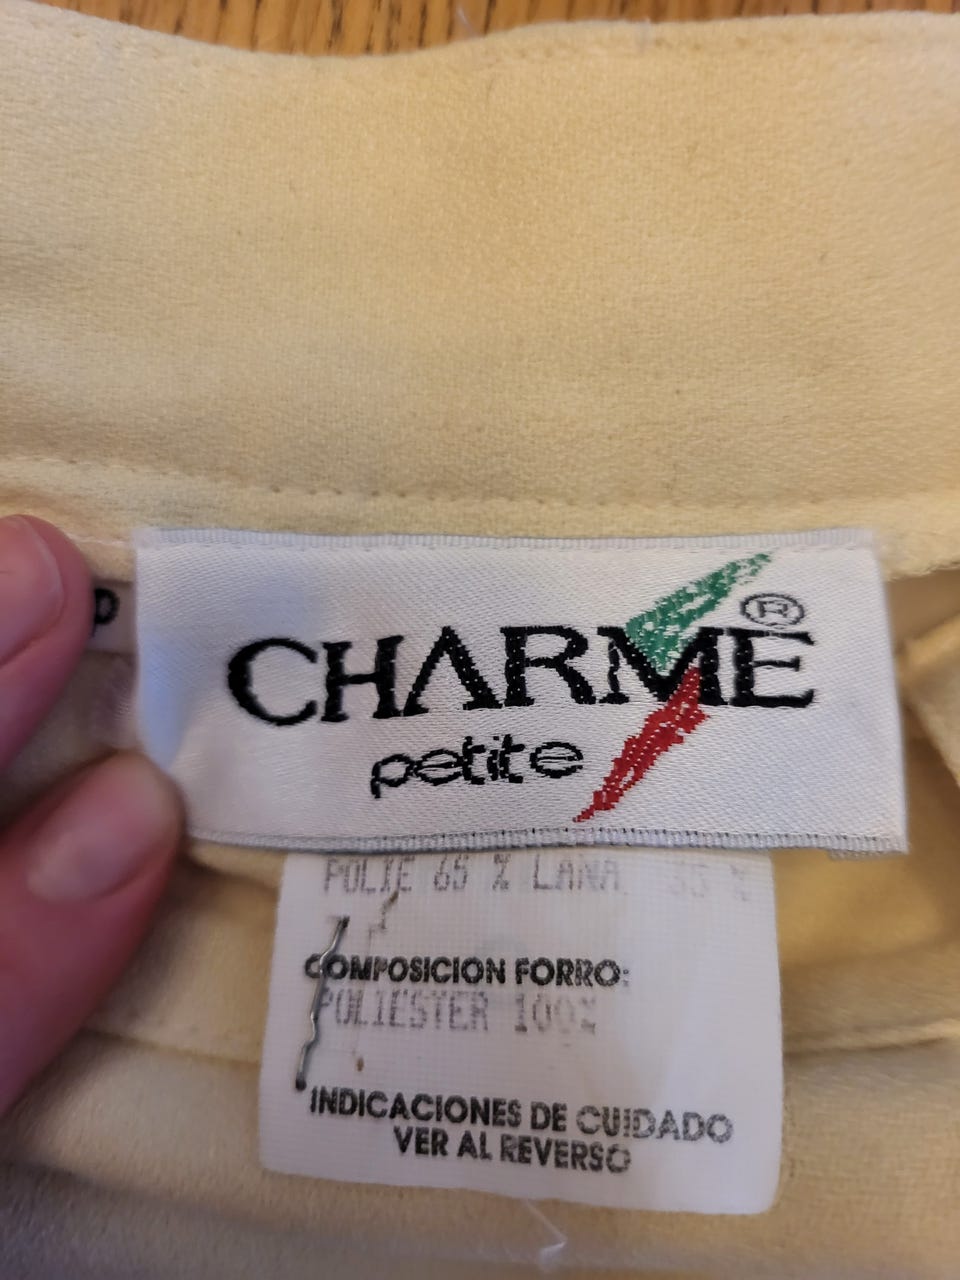 P
CHARME ®
petite
POLIE 65 % LANA 35 %
COMPOSICION FORRO:
POLIESTER 100%
INDICACIONES DE CUIDADO
VER AL REVERSO